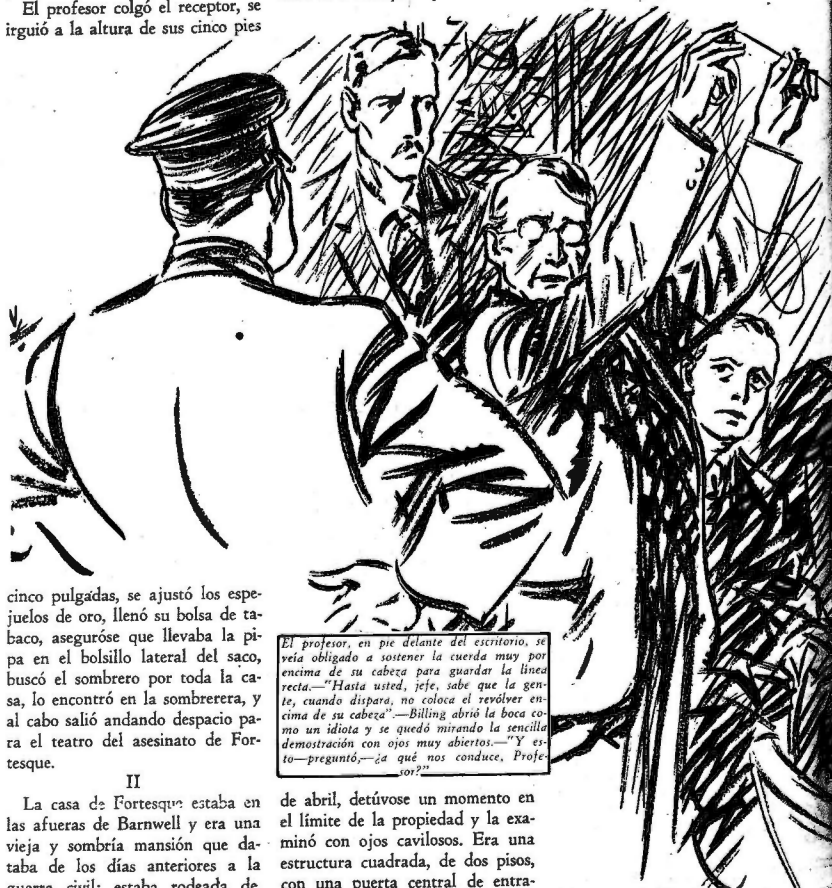 El profesor colgó el receptor, se
irguió a la altura de sus cinco pies
cinco pulgadas, se ajustó los espe-
juelos de oro, llenó su bolsa de ta-
baco, aseguróse que llevaba la pi-
pa en el bolsillo lateral del saco,
buscó el sombrero por toda la ca-
sa, lo encontró en la sombrerera, y
al cabo salió andando despacio pa-
ra el teatro del asesinato de For-
tesque.
II
La casa de Fortesque estaba en
las afueras de Barnwell y era una
vieja y sombría mansión que da-
taba de los días anteriores a la
guerra civil; estaba rodeada de
El profesor, en pie delante del escritorio, se
veía obligado a sostener la cuerda muy por
encima de su cabeza para guardar la línea
recta.—"Hasta usted, jefe, sabe que la gen-
te, cuando dispara, no coloca el revólver en-
cima de su cabeza".—Billing abrió la boca co-
mo un idiota y se quedó mirando la sencilla
demostración con ojos muy abiertos.—"Y es-
to—preguntó,—¿a qué nos conduce, Profe-
sor?"
de abril, detúvose un momento en
el límite de la propiedad y la exa-
minó con ojos cavilosos. Era una
estructura cuadrada, de dos pisos,
con una puerta central de entra-